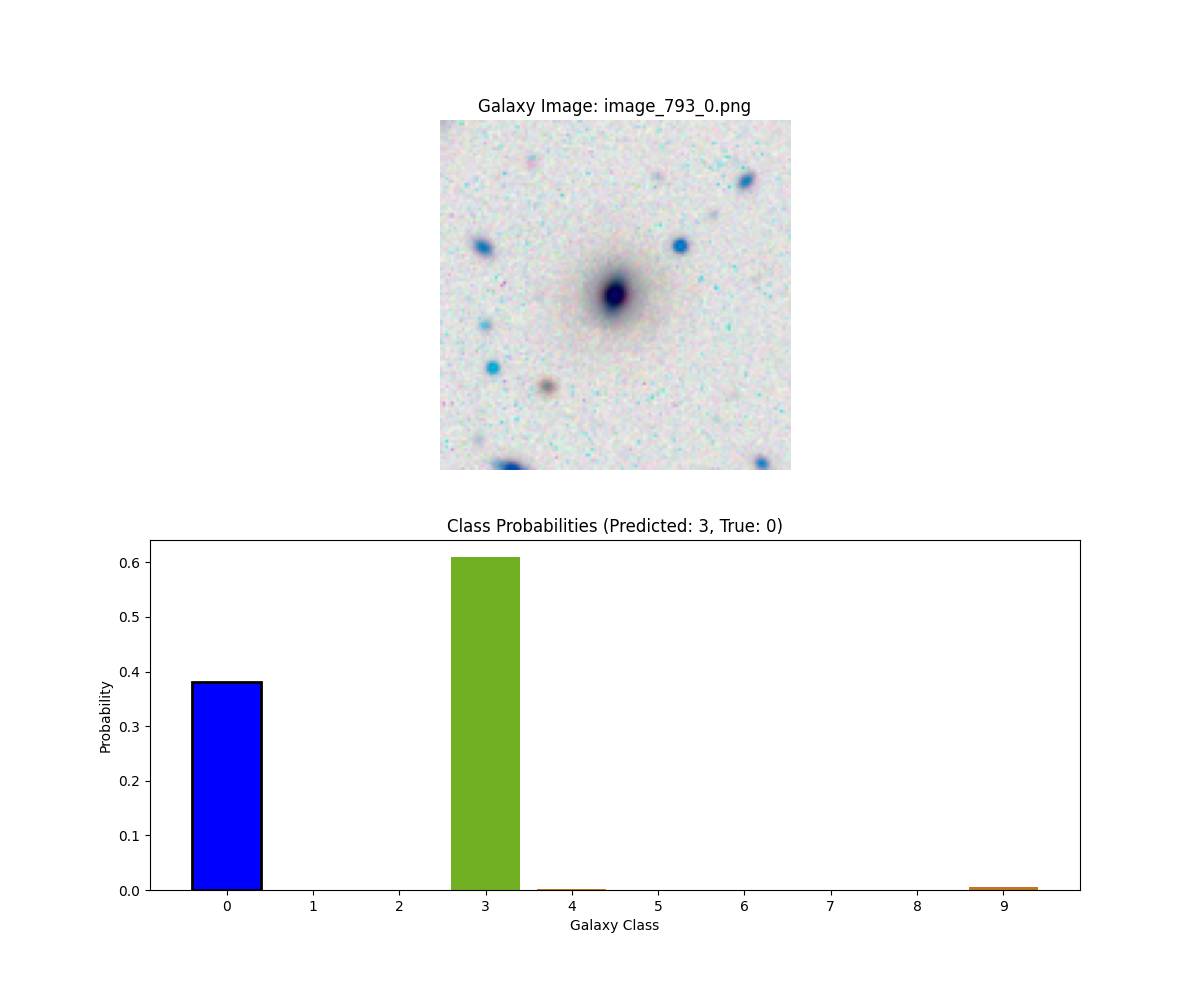 Galaxy Image: image_793_0.png
Class Probabilities (Predicted: 3, True: 0)
0.6
0.5
0.4
0.3
0.2
0.1
0.0
Probability
0 1 2 3 4 5 6 7 8 9
Galaxy Class